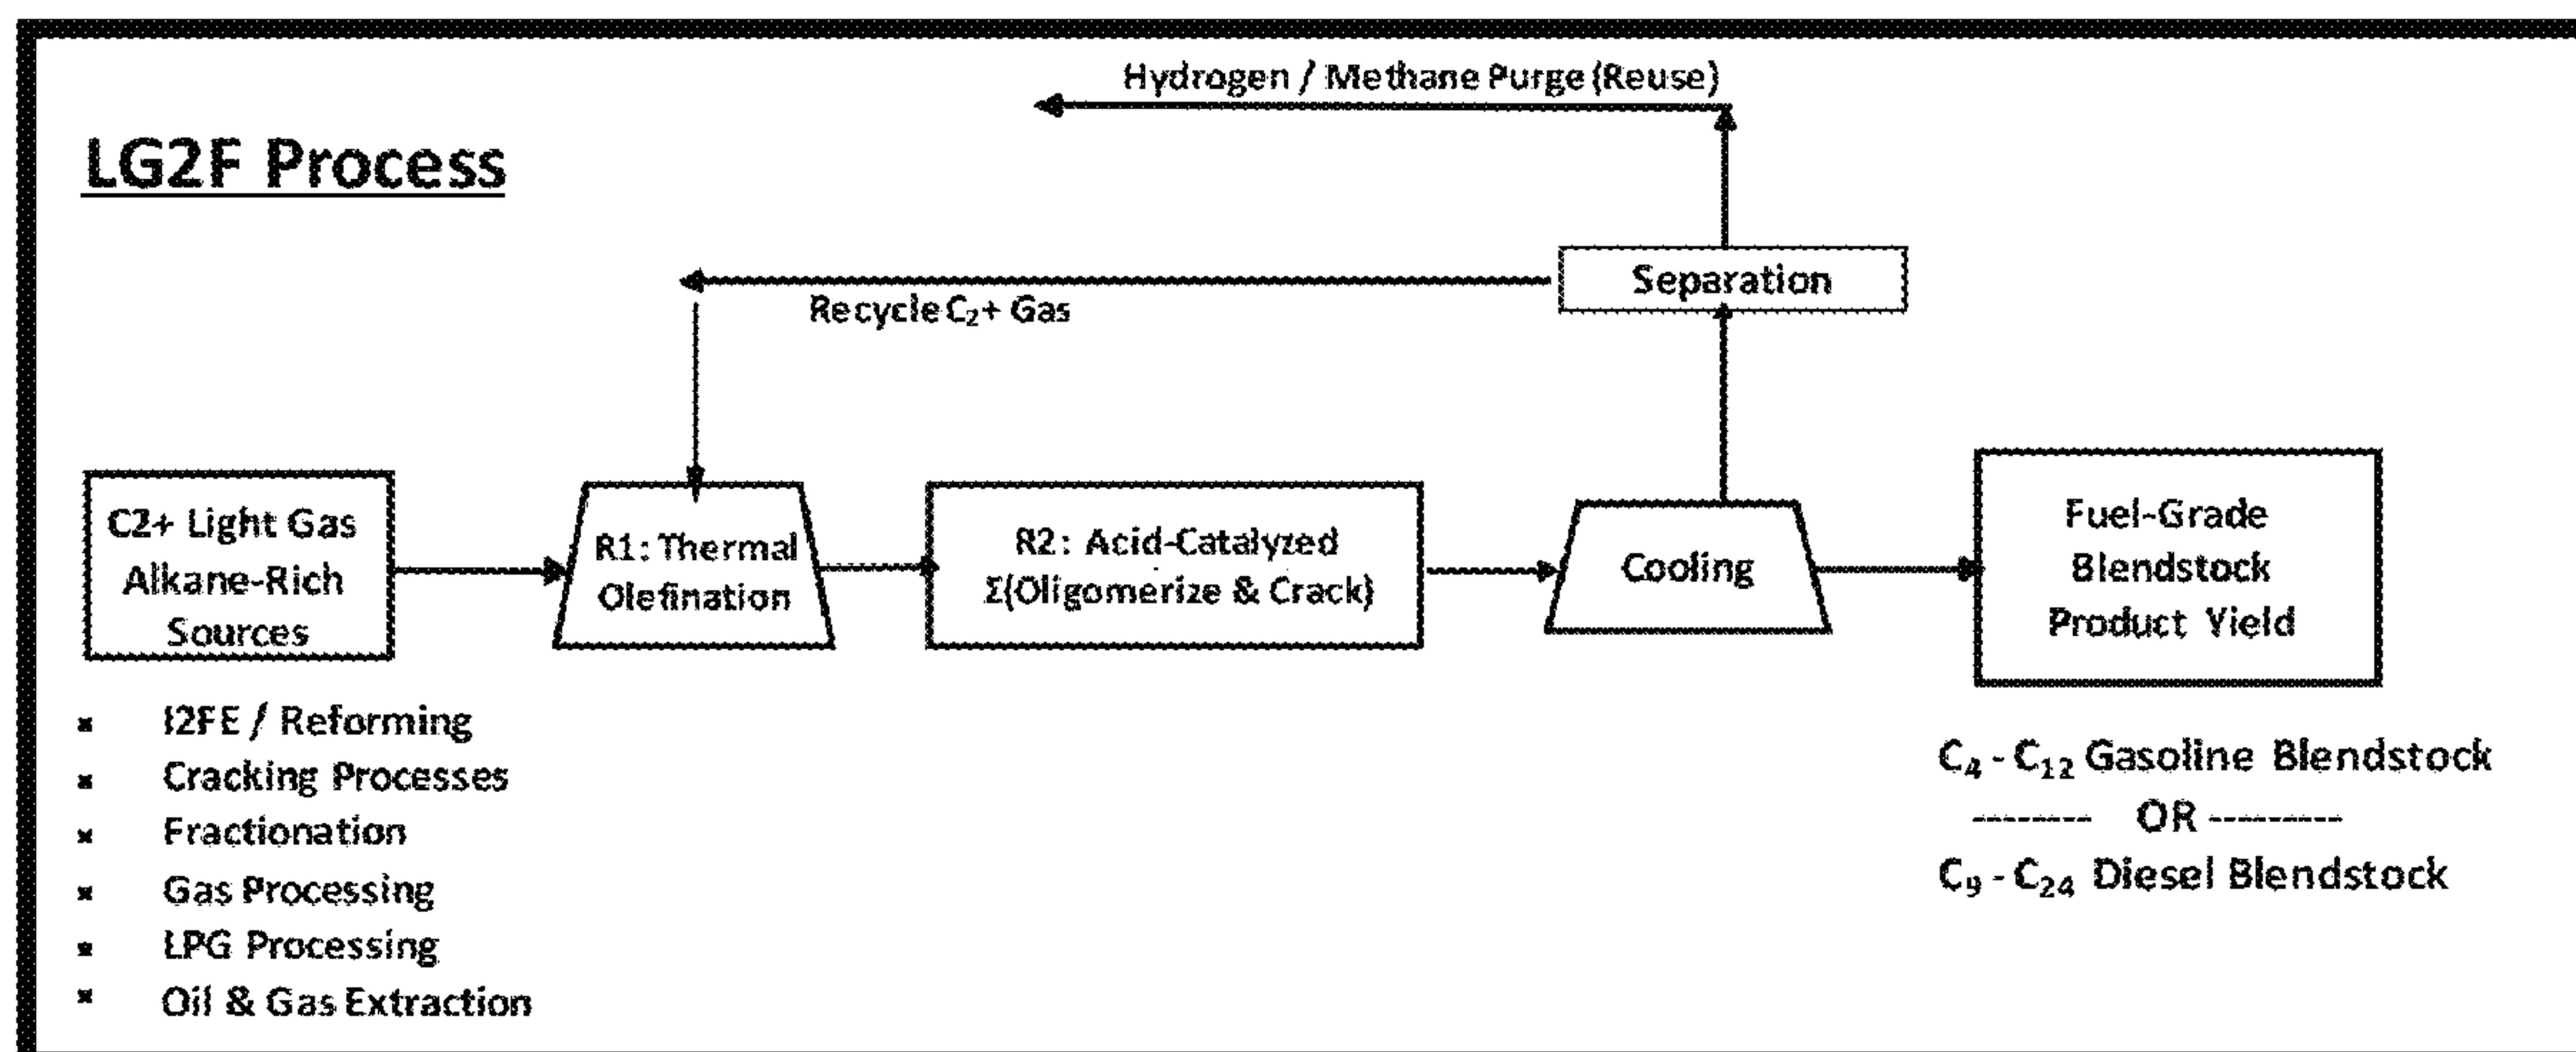 Hydrogen / Methane Purge (Reuse)
LG2F Process
Separation
Recycle C₂+ Gas
C2+ Light Gas
Alkane-Rich
Sources
R1: Thermal
Olefination
R2: Acid-Catalyzed
Σ(Oligomerize & Crack)
Cooling
Fuel-Grade
Blendstock
Product Yield
I2FE / Reforming
Cracking Processes
Fractionation
Gas Processing
LPG Processing
Oil & Gas Extraction
C₄ - C₁₂ Gasoline Blendstock
-------- OR ---------
C₉ - C₂₄ Diesel Blendstock